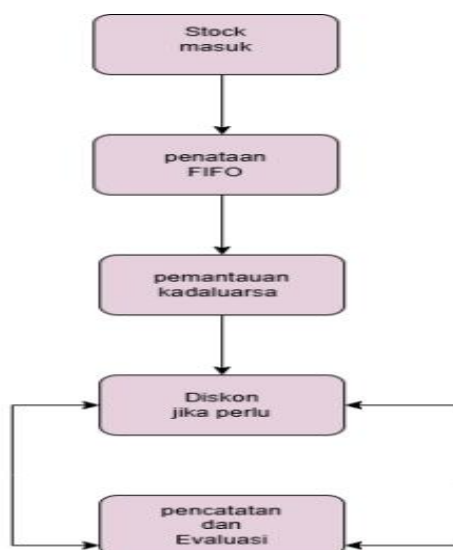 Stock
masuk
penataan
FIFO
pemantauan
kadaluarsa
Diskon
jika perlu
pencatatan
dan
Evaluasi